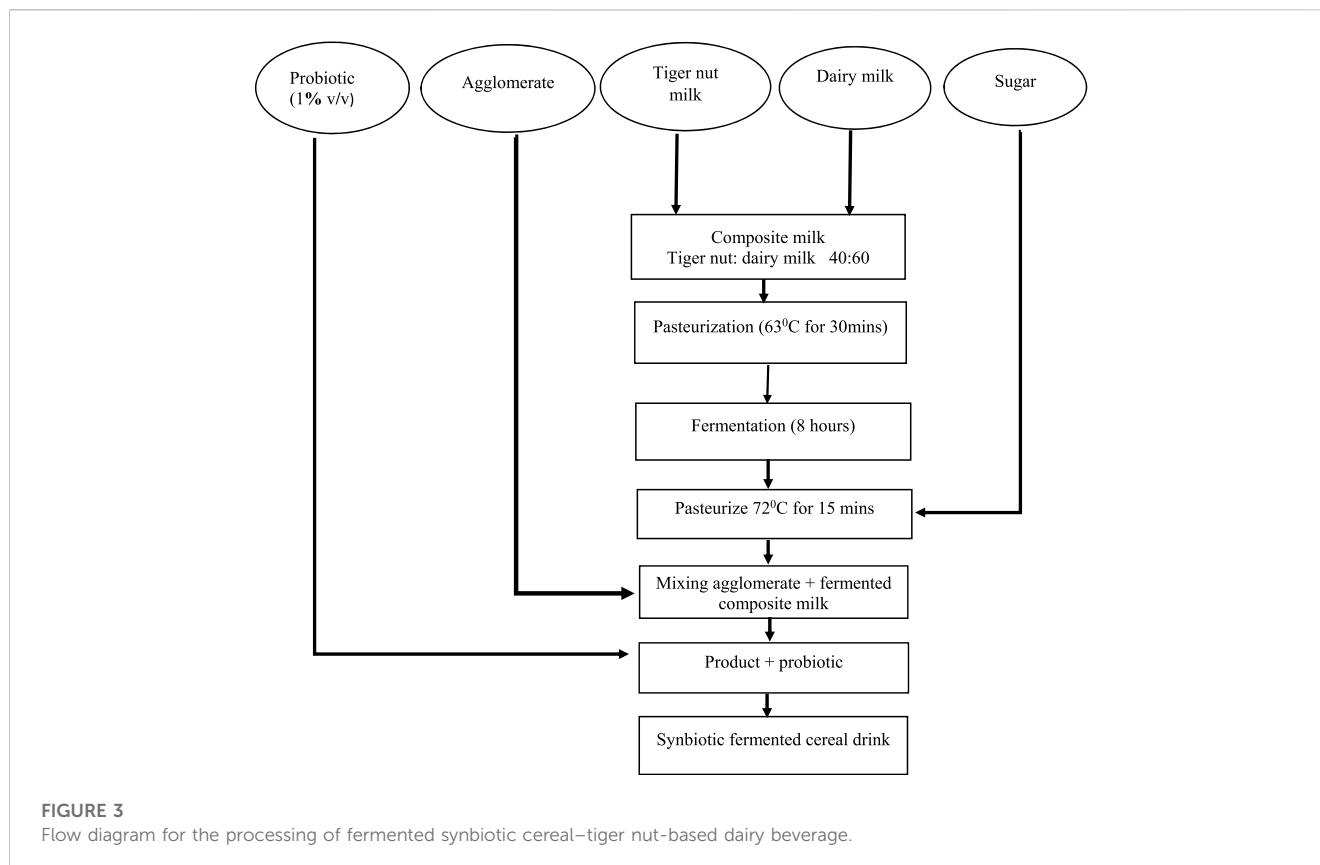 Probiotic
(1% v/v)
Agglomerate
Tiger nut
milk
Dairy milk
Sugar
Composite milk
Tiger nut: dairy milk 40:60
Pasteurization (63⁰C for 30mins)
Fermentation (8 hours)
Pasteurize 72⁰C for 15 mins
Mixing agglomerate + fermented
composite milk
Product + probiotic
Synbiotic fermented cereal drink
FIGURE 3
Flow diagram for the processing of fermented synbiotic cereal–tiger nut-based dairy beverage.